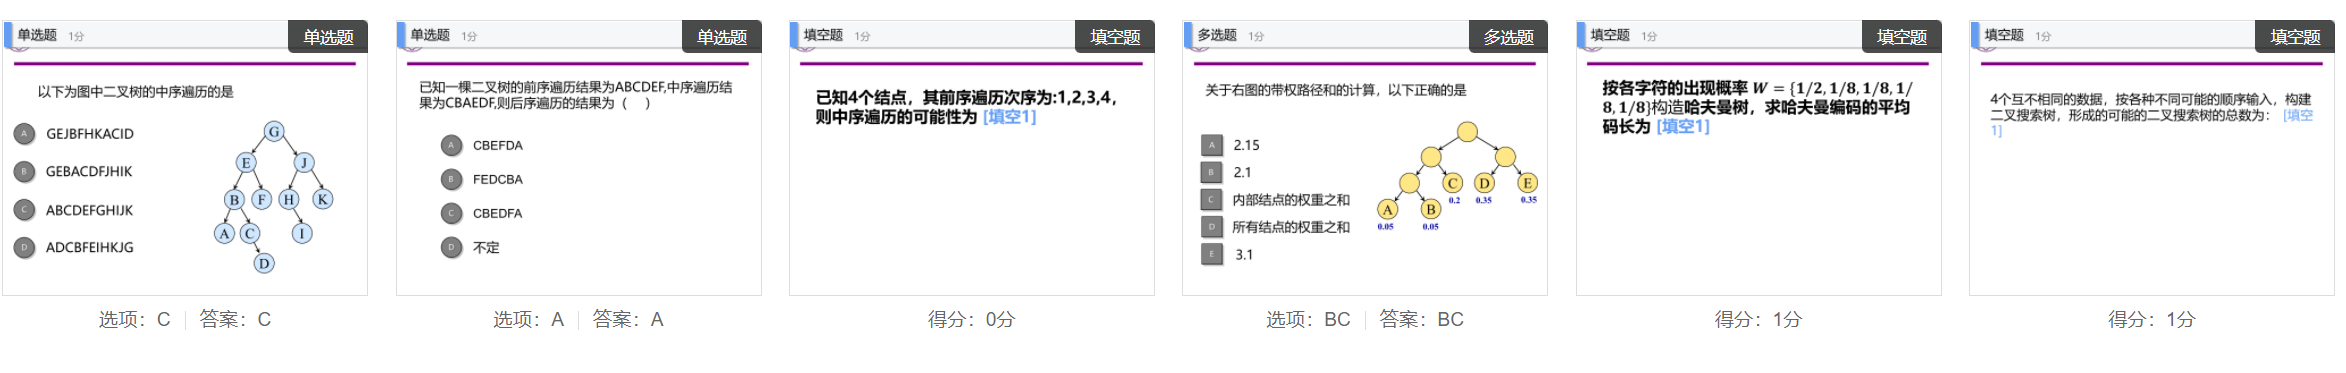 单选题 1分
单选题
以下为图中二叉树的中序遍历的是
A GEJBFHKACID
B GEBACDFJHIK
C ABCDEFGHIJK
D ADCBFEIHKJG
G
E J
B F H K
A C I
D
选项：C 答案：C
单选题 1分
单选题
已知一棵二叉树的前序遍历结果为ABCDEF,中序遍历结
果为CBAEDF,则后序遍历的结果为（ ）
A CBEFDA
B FEDCBA
C CBEDFA
D 不定
选项：A 答案：A
填空题 1分
填空题
已知4个结点，其前序遍历次序为:1,2,3,4，
则中序遍历的可能性为 [填空1]
得分：0分
多选题 1分
多选题
关于右图的带权路径和的计算，以下正确的是
A 2.15
B 2.1
C 内部结点的权重之和
D 所有结点的权重之和
E 3.1
C D E
0.2 0.35 0.35
A B
0.05 0.05
选项：BC 答案：BC
填空题 1分
填空题
按各字符的出现概率 W = {1/2, 1/8, 1/8, 1/
8, 1/8}构造哈夫曼树，求哈夫曼编码的平均
码长为 [填空1]
得分：1分
填空题 1分
填空题
4个互不相同的数据，按各种不同可能的顺序输入，构建
二叉搜索树，形成的可能的二叉搜索树的总数为： [填空
1]
得分：1分